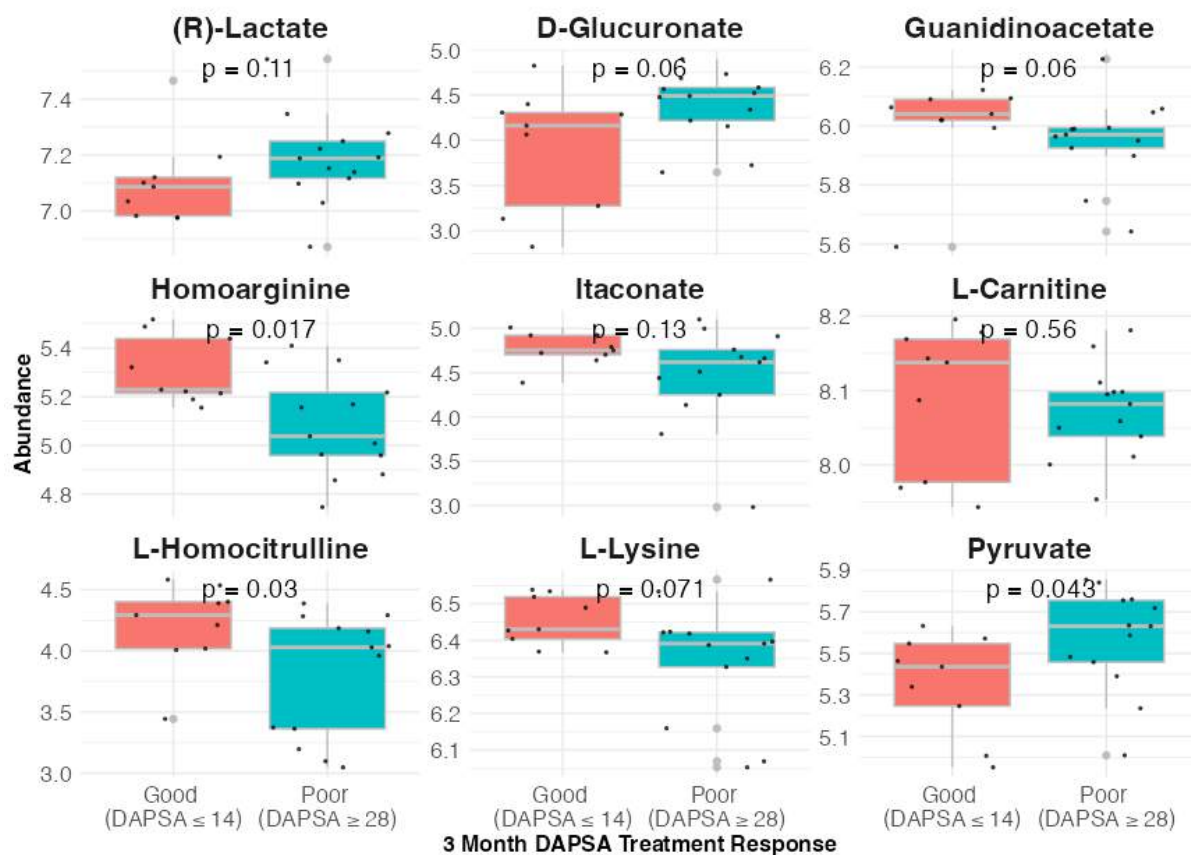 (R)-Lactate
D-Glucuronate
Guanidinoacetate
p = 0.11
p = 0.06
p = 0.06
7.4
7.2
7.0
5.0
4.5
4.0
3.5
3.0
6.2
6.0
5.8
5.6
Homoarginine
Itaconate
L-Carnitine
p = 0.017
p = 0.13
p = 0.56
Abundance
5.4
5.2
5.0
4.8
5.0
4.5
4.0
3.5
3.0
8.2
8.1
8.0
L-Homocitrulline
L-Lysine
Pyruvate
p = 0.03
p = 0.071
p = 0.043
4.5
4.0
3.5
3.0
6.5
6.4
6.3
6.2
6.1
5.9
5.7
5.5
5.3
5.1
Good
(DAPSA ≤ 14)
Poor
(DAPSA ≥ 28)
Good
(DAPSA ≤ 14)
Poor
(DAPSA ≥ 28)
Good
(DAPSA ≤ 14)
Poor
(DAPSA ≥ 28)
3 Month DAPSA Treatment Response